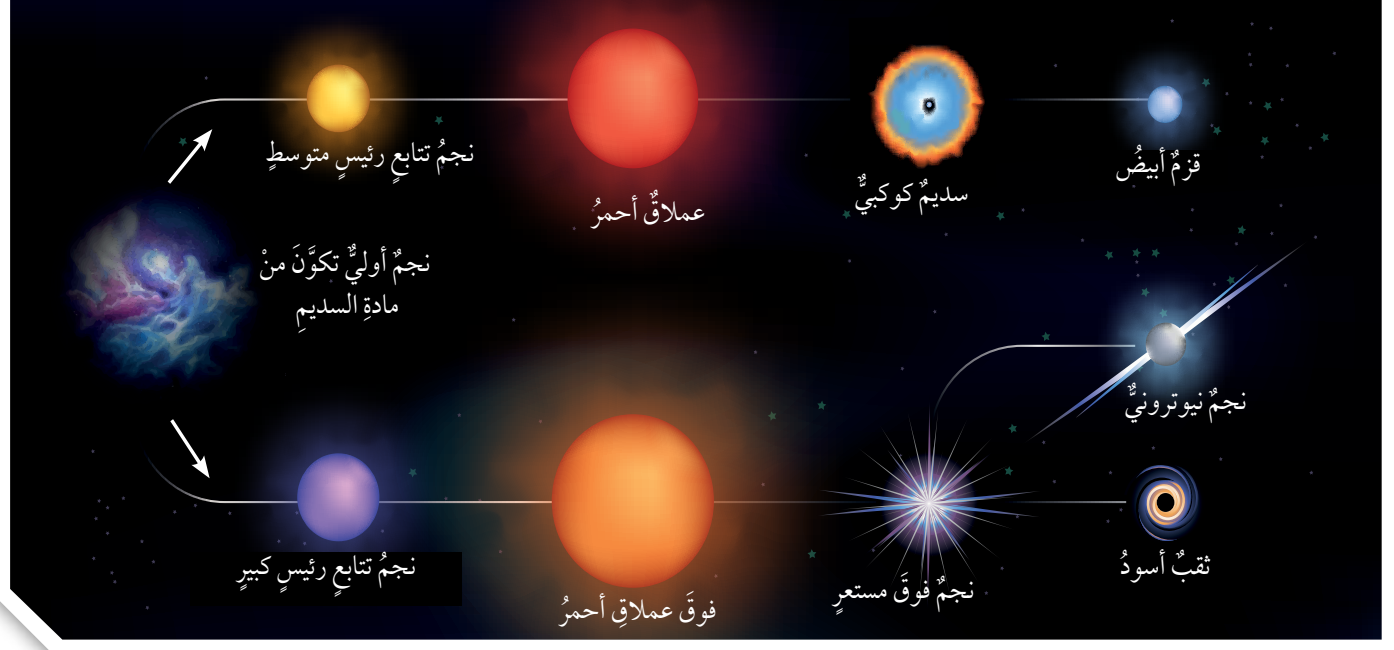 نجمُ تتابعٍ رئيسٍ متوسطٍ
عملاقٌ أحمرُ
سديمٌ كوكبيٌّ
قزمٌ أبيضُ
نجمٌ أوليٌّ تكوَّنَ منْ
مادةِ السديمِ
نجمٌ نيوترونيٌّ
نجمُ تتابعٍ رئيسٍ كبيرٍ
فوقَ عملاقٍ أحمرُ
نجمٌ فوقَ مستعرٍ
ثقبٌ أسودُ